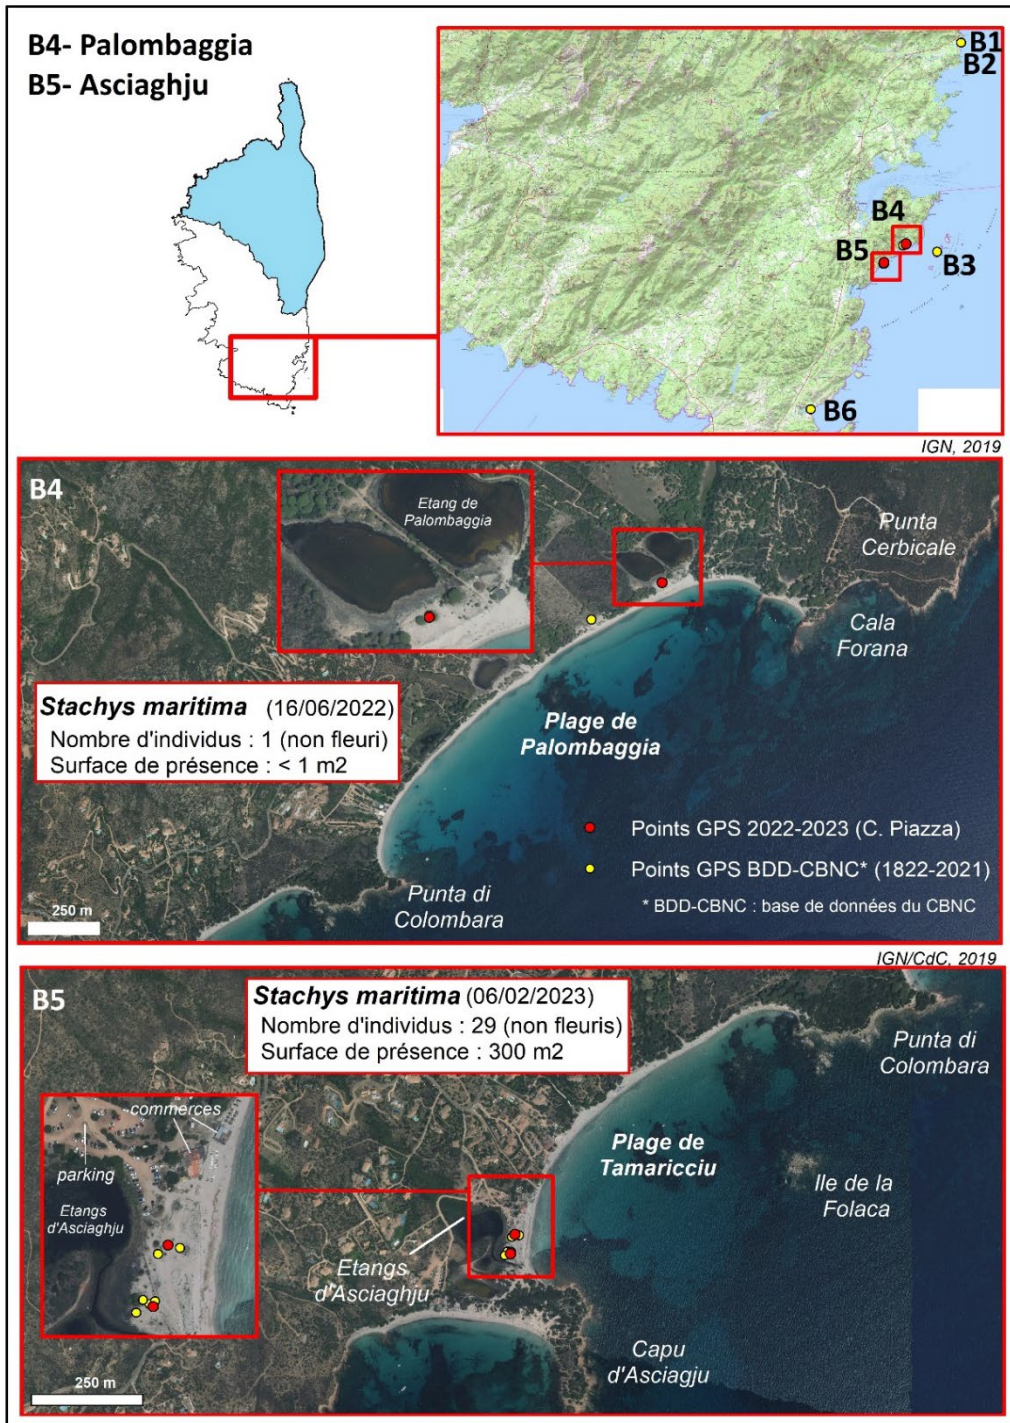 B4- Palombaggia
B5- Asciaghju
B1
B2
B4
B5
B3
B6
IGN, 2019
B4
Etang de
Palombaggia
Punta
Cerbicale
Cala
Forana
Stachys maritima (16/06/2022)
Nombre d'individus : 1 (non fleuri)
Surface de présence : < 1 m2
Plage de
Palombaggia
Points GPS 2022-2023 (C. Piazza)
Points GPS BDD-CBNC* (1822-2021)
* BDD-CBNC : base de données du CBNC
Punta di
Colombara
250 m
IGN/CdC, 2019
B5
Stachys maritima (06/02/2023)
Nombre d'individus : 29 (non fleuris)
Surface de présence : 300 m2
Punta di
Colombara
commerces
parking
Etangs
d'Asciaghju
Plage de
Tamaricciu
Ile de la
Folaca
Etangs
d'Asciaghju
Capu
d'Asciagju
250 m